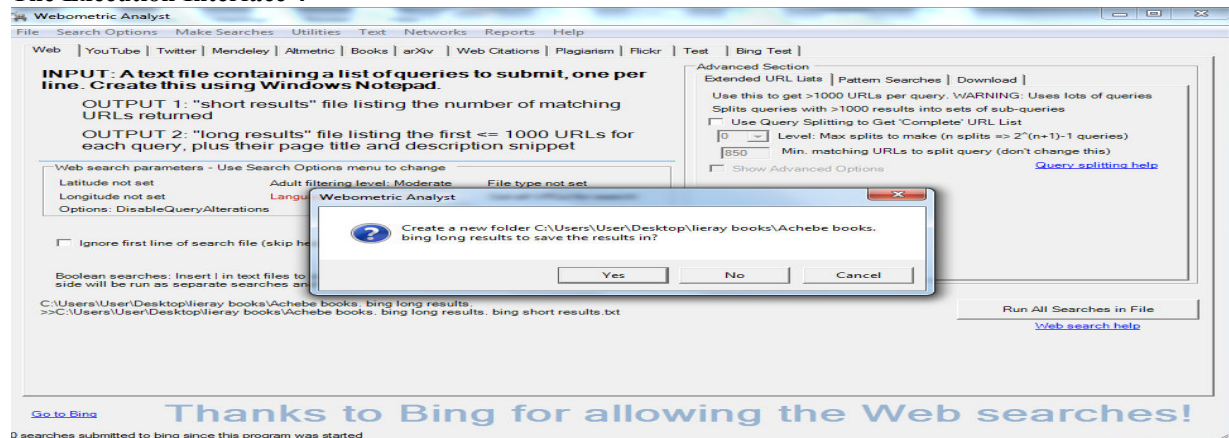 Webometric Analyst
File Search Options Make Searches Utilities Text Networks Reports Help
Web | YouTube | Twitter | Mendeley | Altmetric | Books | arXiv | Web Citations | Plagiarism | Flickr | Test | Bing Test |
INPUT: A text file containing a list of queries to submit, one per
line. Create this using Windows Notepad.
OUTPUT 1: "short results" file listing the number of matching
URLs returned
OUTPUT 2: "long results" file listing the first <= 1000 URLs for
each query, plus their page title and description snippet
Web search parameters - Use Search Options menu to change
Latitude not set Adult filtering level: Moderate File type not set
Longitude not set Langu
Options: DisableQueryAlterations
Ignore first line of search file (skip he
Boolean searches: Insert | in text files to
side will be run as separate searches an
C:\Users\User\Desktop\lieray books\Achebe books. bing long results.
>>C:\Users\User\Desktop\lieray books\Achebe books. bing long results. bing short results.txt
Advanced Section
Extended URL Lists | Pattern Searches | Download |
Use this to get >1000 URLs per query. WARNING: Uses lots of queries
Splits queries with >1000 results into sets of sub-queries
Use Query Splitting to Get 'Complete' URL List
0 Level: Max splits to make (n splits => 2^(n+1)-1 queries)
850 Min. matching URLs to split query (don't change this)
Show Advanced Options Query splitting help
Webometric Analyst
Create a new folder C:\Users\User\Desktop\lieray books\Achebe books.
bing long results to save the results in?
Yes No Cancel
Run All Searches in File
Web search help
Go to Bing Thanks to Bing for allowing the Web searches!
0 searches submitted to bing since this program was started